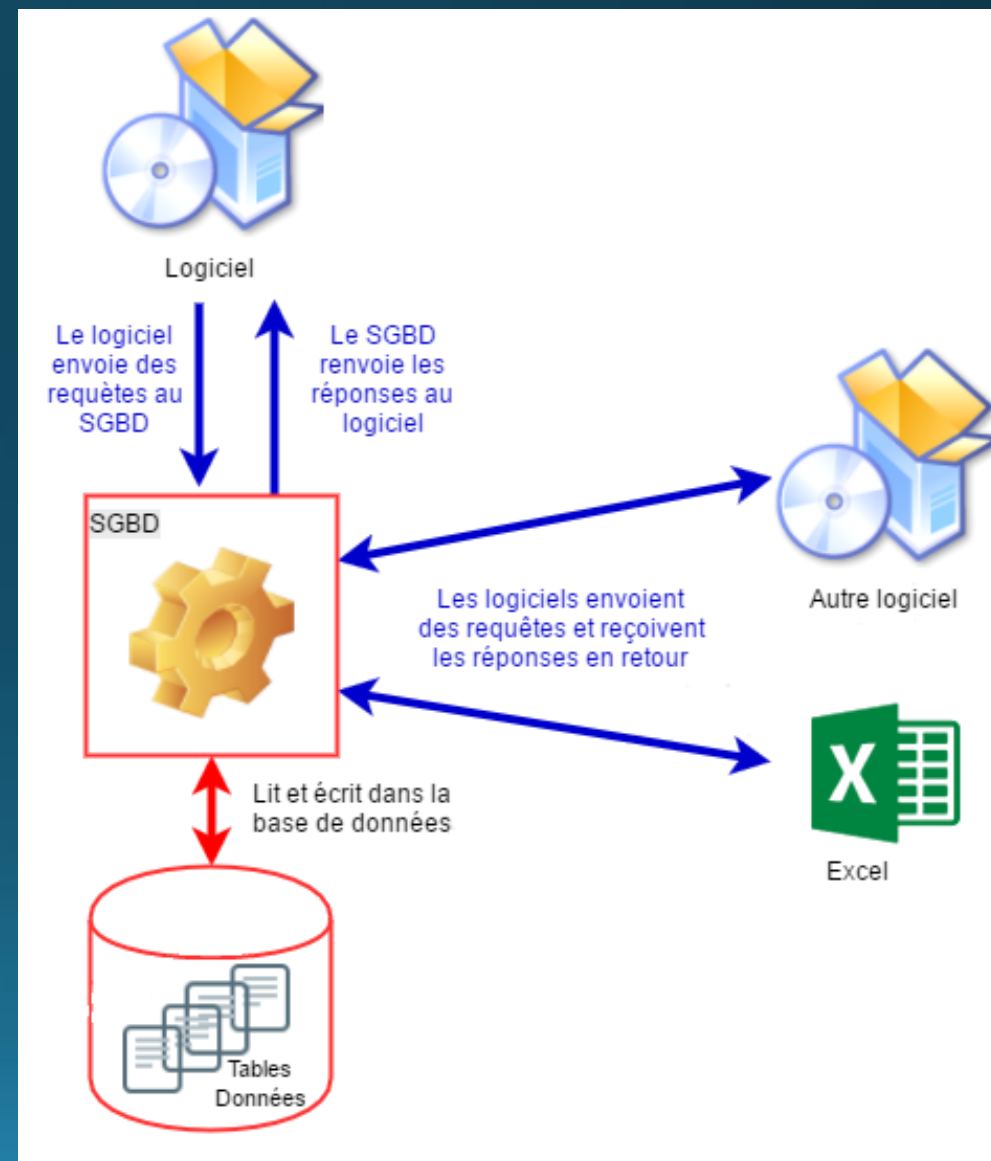 Logiciel
Le logiciel
envoie des
requètes au
SGBD
Le SGBD
renvoie les
réponses au
logiciel
SGBD
Les logiciels envoient
des requêtes et reçoivent
les réponses en retour
Autre logiciel
X
Excel
Lit et écrit dans la
base de données
Tables
Données